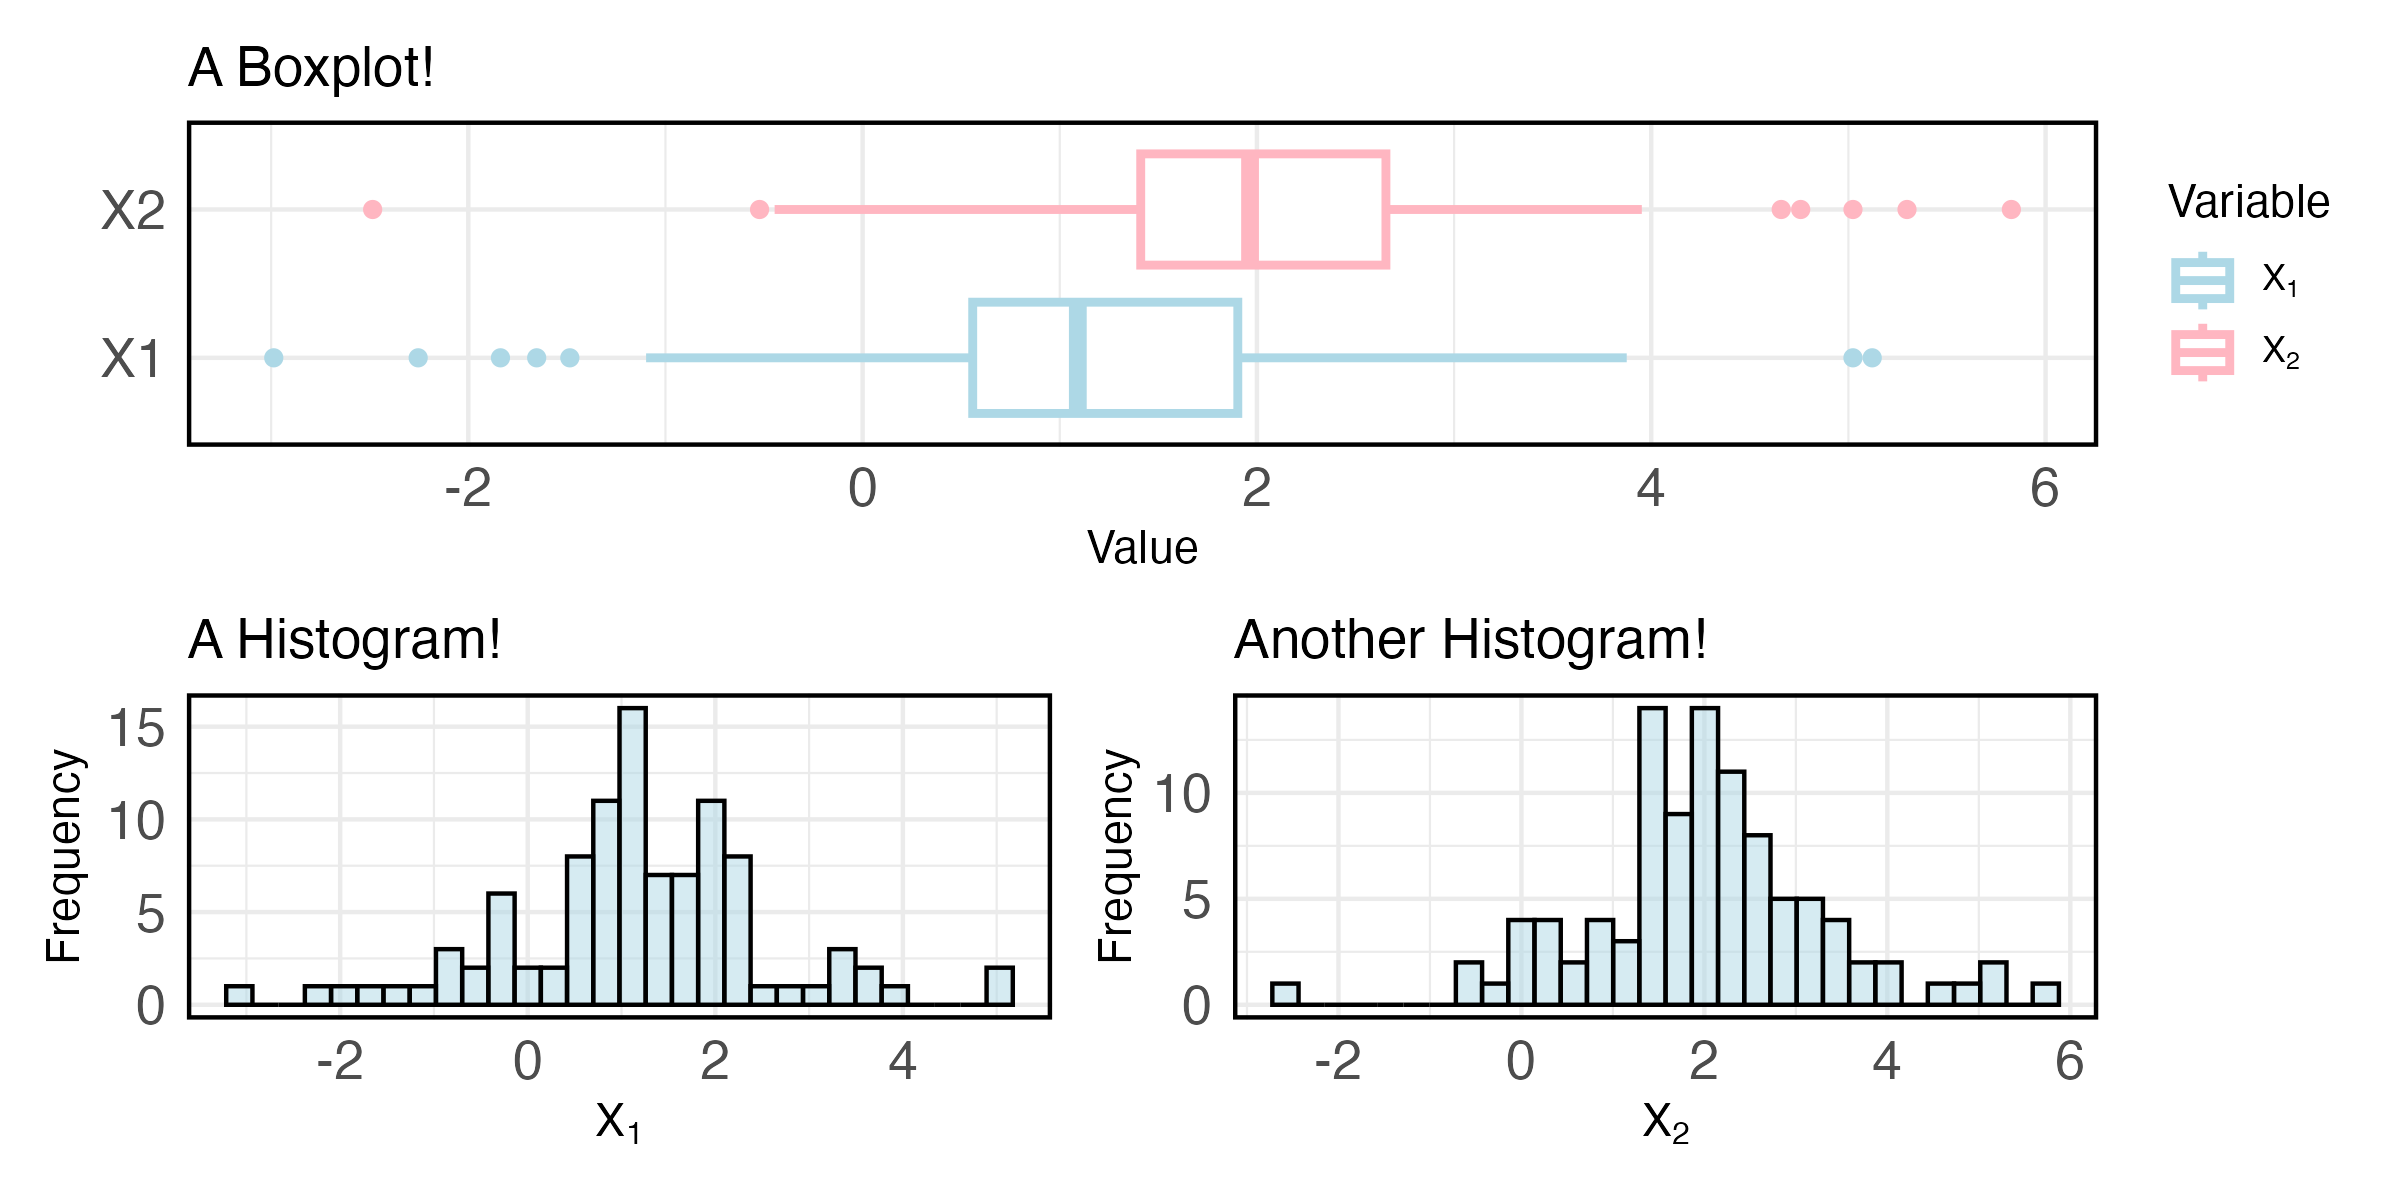 A Boxplot!
X2
X1
-2 0 2 4 6
Value
Variable
X₁
X₂
A Histogram!
Frequency
15
10
5
0
-2 0 2 4
X₁
Another Histogram!
Frequency
10
5
0
-2 0 2 4 6
X₂